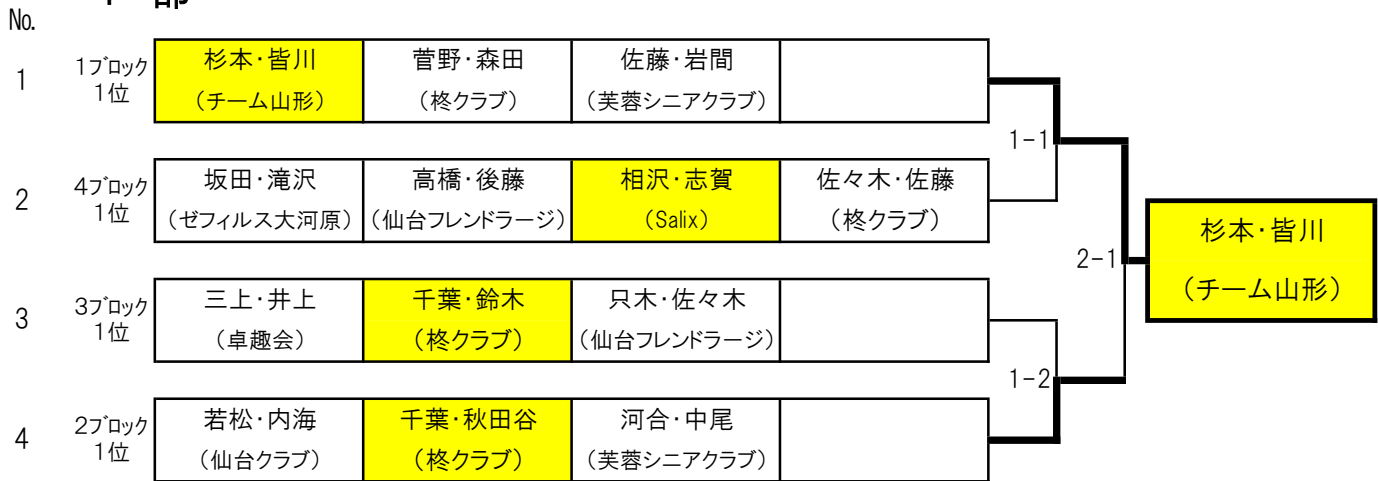 No.
1
1ブロック
1位
杉本・皆川
（チーム山形）
菅野・森田
（柊クラブ）
佐藤・岩間
（芙蓉シニアクラブ）
1-1
2
4ブロック
1位
坂田・滝沢
（ゼフィルス大河原）
高橋・後藤
（仙台フレンドラージ）
相沢・志賀
（Salix）
佐々木・佐藤
（柊クラブ）
2-1
杉本・皆川
（チーム山形）
3
3ブロック
1位
三上・井上
（卓趣会）
千葉・鈴木
（柊クラブ）
只木・佐々木
（仙台フレンドラージ）
1-2
4
2ブロック
1位
若松・内海
（仙台クラブ）
千葉・秋田谷
（柊クラブ）
河合・中尾
（芙蓉シニアクラブ）